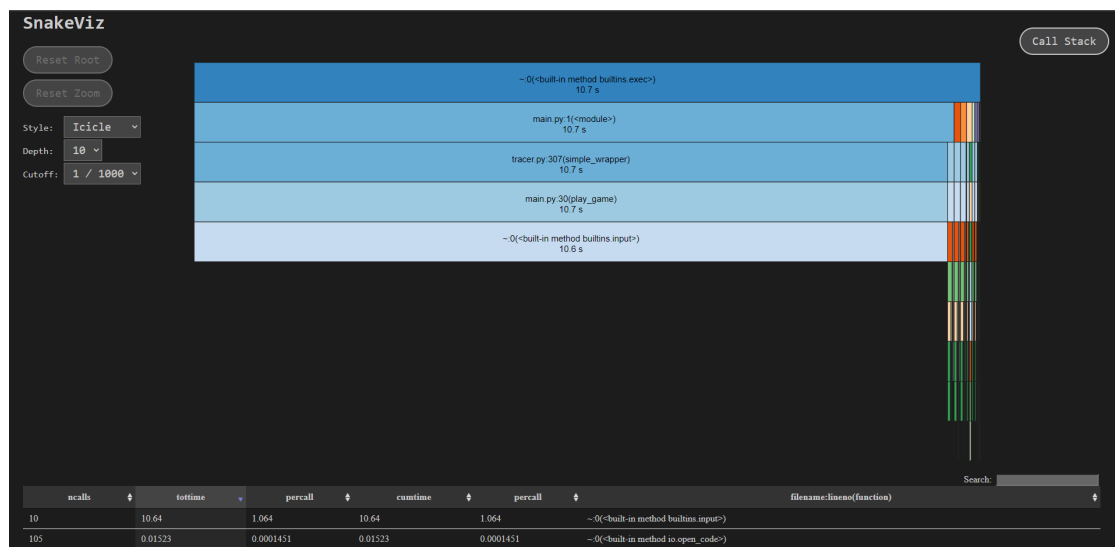 SnakeViz
Call Stack
Reset Root
Reset Zoom
Style: Icicle
Depth: 10
Cutoff: 1 / 1000
~:0(<built-in method builtins.exec>)
10.7 s
main.py:1(<module>)
10.7 s
tracer.py:307(simple_wrapper)
10.7 s
main.py:30(play_game)
10.7 s
~:0(<built-in method builtins.input>)
10.6 s
Search:
ncalls tottime percall cumtime percall filename:lineno(function)
10 10.64 1.064 10.64 1.064 ~:0(<built-in method builtins.input>)
105 0.01523 0.0001451 0.01523 0.0001451 ~:0(<built-in method io.open_code>)